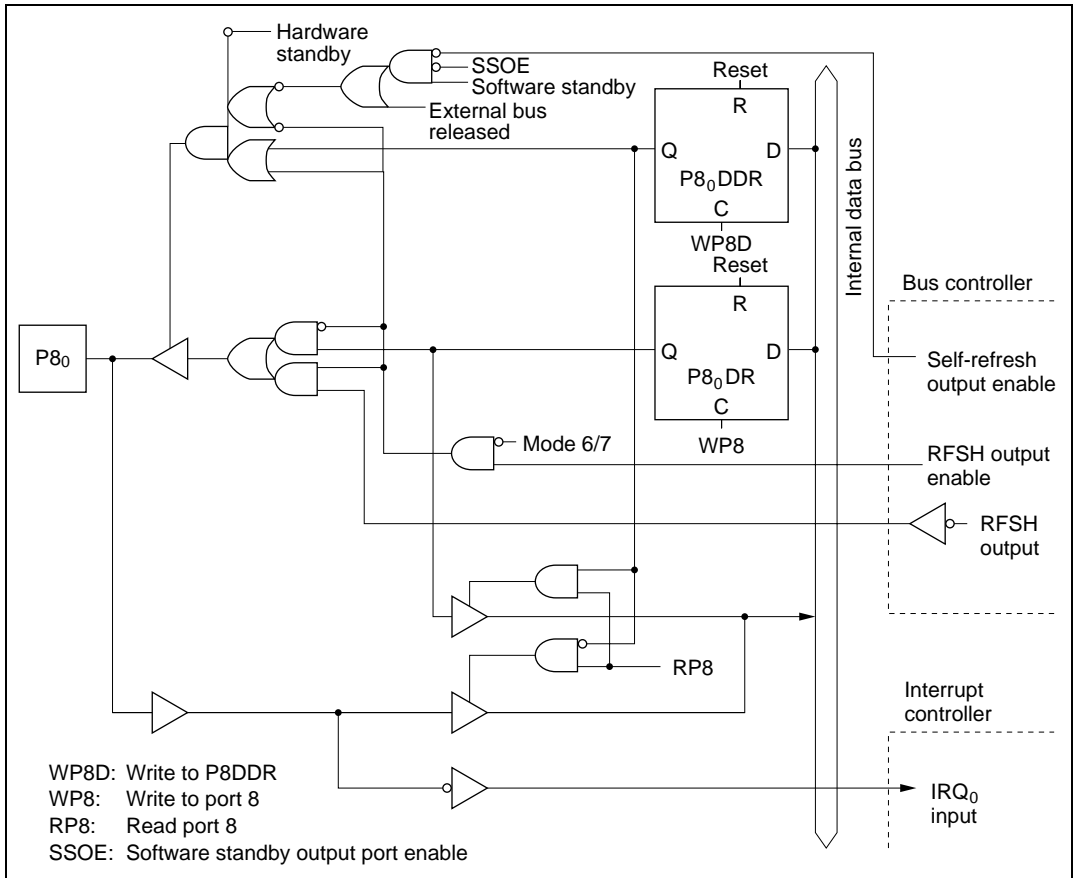 Hardware
standby
SSOE
Software standby
External bus
released
Reset
R
Q
D
P8₀DDR
C
WP8D
Reset
R
Q
D
P8₀DR
C
WP8
Internal data bus
Bus controller
Self-refresh
output enable
P8₀
Mode 6/7
RFSH output
enable
RFSH
output
RP8
Interrupt
controller
IRQ₀
input
WP8D: Write to P8DDR
WP8: Write to port 8
RP8: Read port 8
SSOE: Software standby output port enable